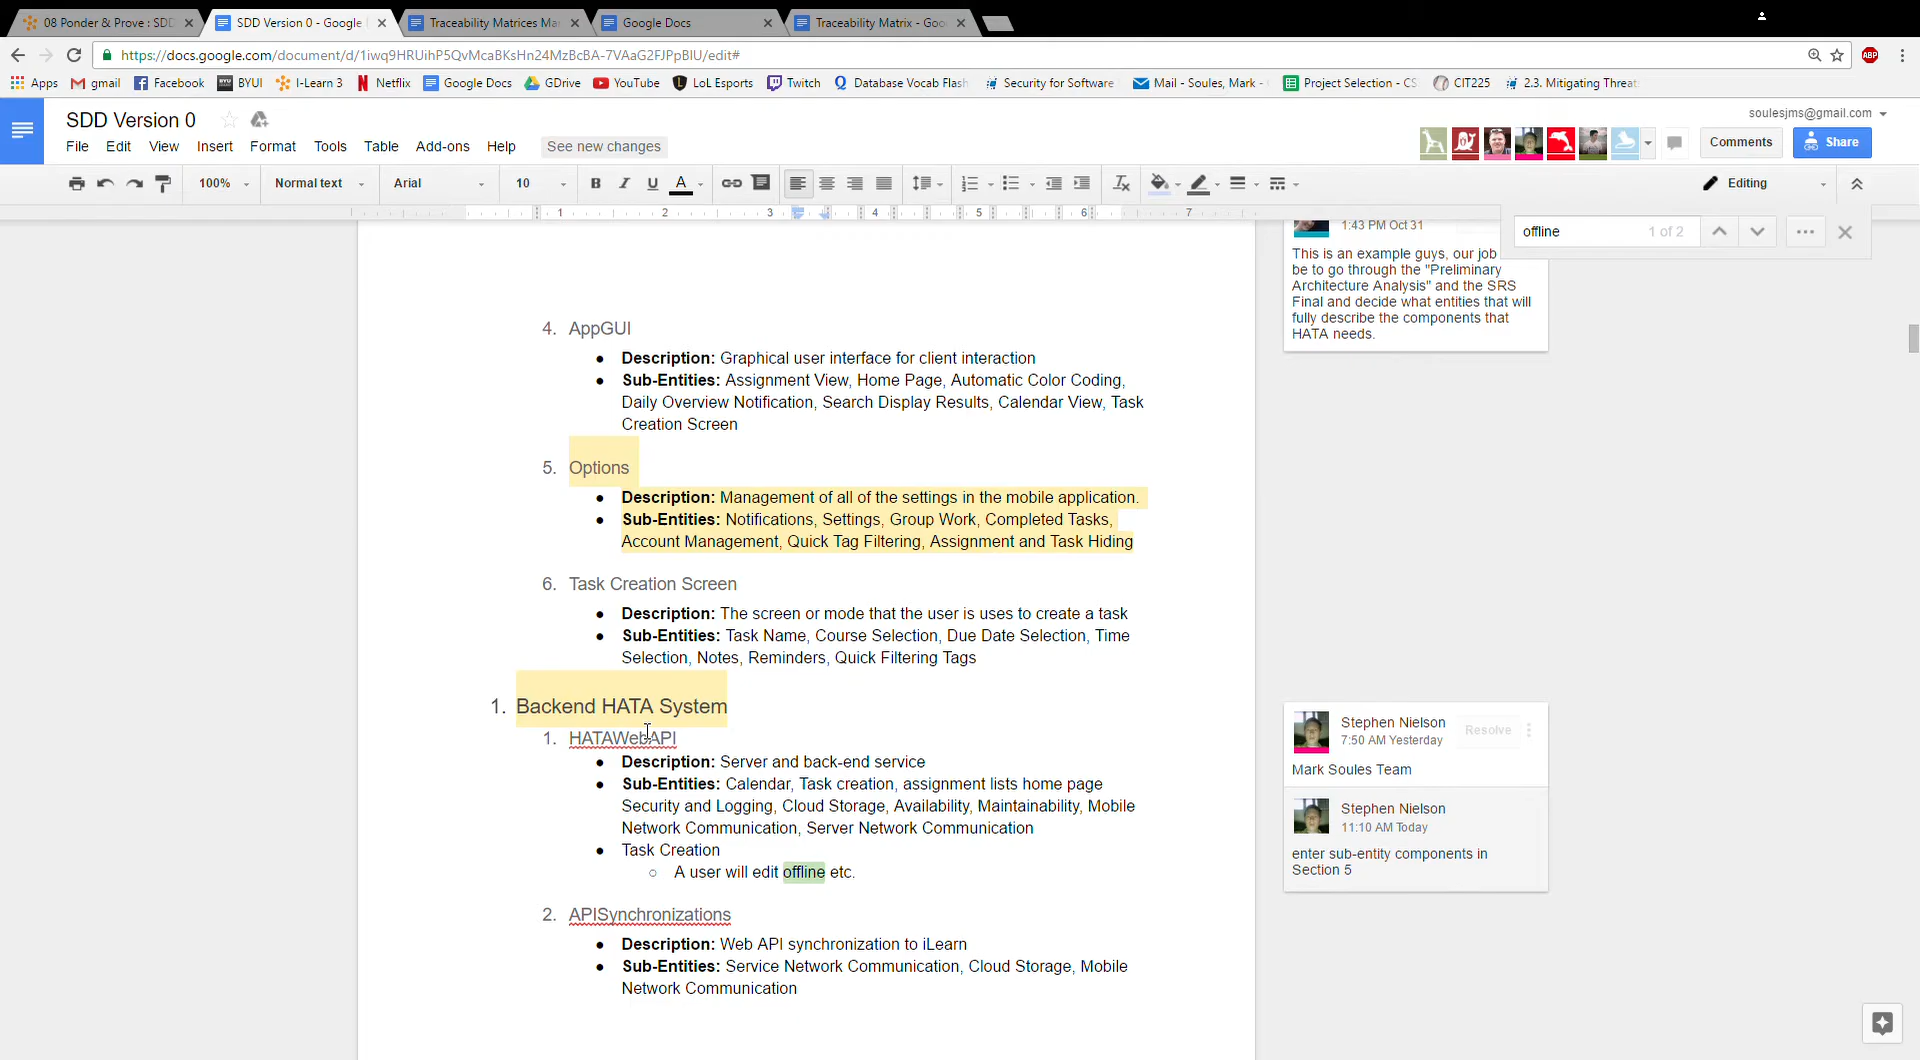 08 Ponder & Prove : SDD
SDD Version 0 - Google
Traceability Matrices Ma
Google Docs
Traceability Matrix - Goo
https://docs.google.com/document/d/1iwq9HRUihP5QvMcaBKsHn24MzBcBA-7VAaG2FJPpBIU/edit#
ABP
Apps gmail Facebook BYUI I-Learn 3 Netflix Google Docs GDrive YouTube LoL Esports Twitch Database Vocab Flash Security for Software Mail - Soules, Mark - Project Selection - CS CIT225 2.3. Mitigating Threat
SDD Version 0
soulesjms@gmail.com
File Edit View Insert Format Tools Table Add-ons Help See new changes
Comments
Share
100% Normal text Arial 10 B I U A Editing
1 2 3 4 5 6 7
offline 1 of 2
1:43 PM Oct 31
This is an example guys, our job
be to go through the "Preliminary
Architecture Analysis" and the SRS
Final and decide what entities that will
fully describe the components that
HATA needs.
4. AppGUI
● Description: Graphical user interface for client interaction
● Sub-Entities: Assignment View, Home Page, Automatic Color Coding,
Daily Overview Notification, Search Display Results, Calendar View, Task
Creation Screen
5. Options
● Description: Management of all of the settings in the mobile application.
● Sub-Entities: Notifications, Settings, Group Work, Completed Tasks,
Account Management, Quick Tag Filtering, Assignment and Task Hiding
6. Task Creation Screen
● Description: The screen or mode that the user is uses to create a task
● Sub-Entities: Task Name, Course Selection, Due Date Selection, Time
Selection, Notes, Reminders, Quick Filtering Tags
1. Backend HATA System
1. HATAWebAPI
● Description: Server and back-end service
● Sub-Entities: Calendar, Task creation, assignment lists home page
Security and Logging, Cloud Storage, Availability, Maintainability, Mobile
Network Communication, Server Network Communication
● Task Creation
○ A user will edit offline etc.
2. APISynchronizations
● Description: Web API synchronization to iLearn
● Sub-Entities: Service Network Communication, Cloud Storage, Mobile
Network Communication
Stephen Nielson
7:50 AM Yesterday
Resolve
Mark Soules Team
Stephen Nielson
11:10 AM Today
enter sub-entity components in
Section 5